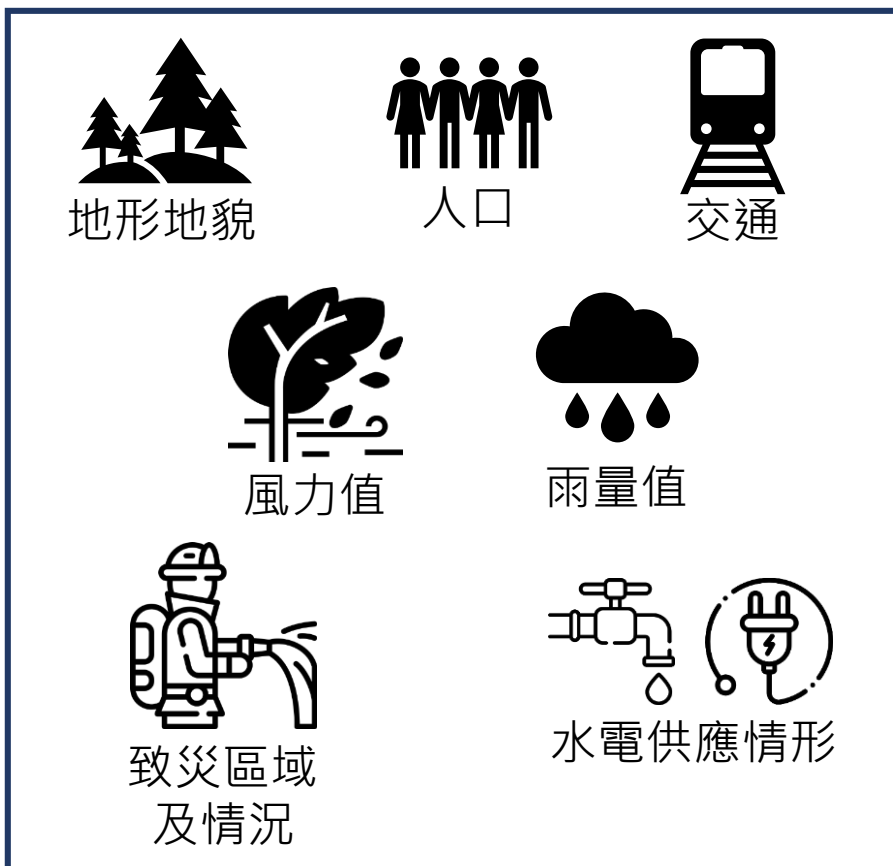 地形地貌
人口
交通
風力值
雨量值
致災區域
及情況
水電供應情形